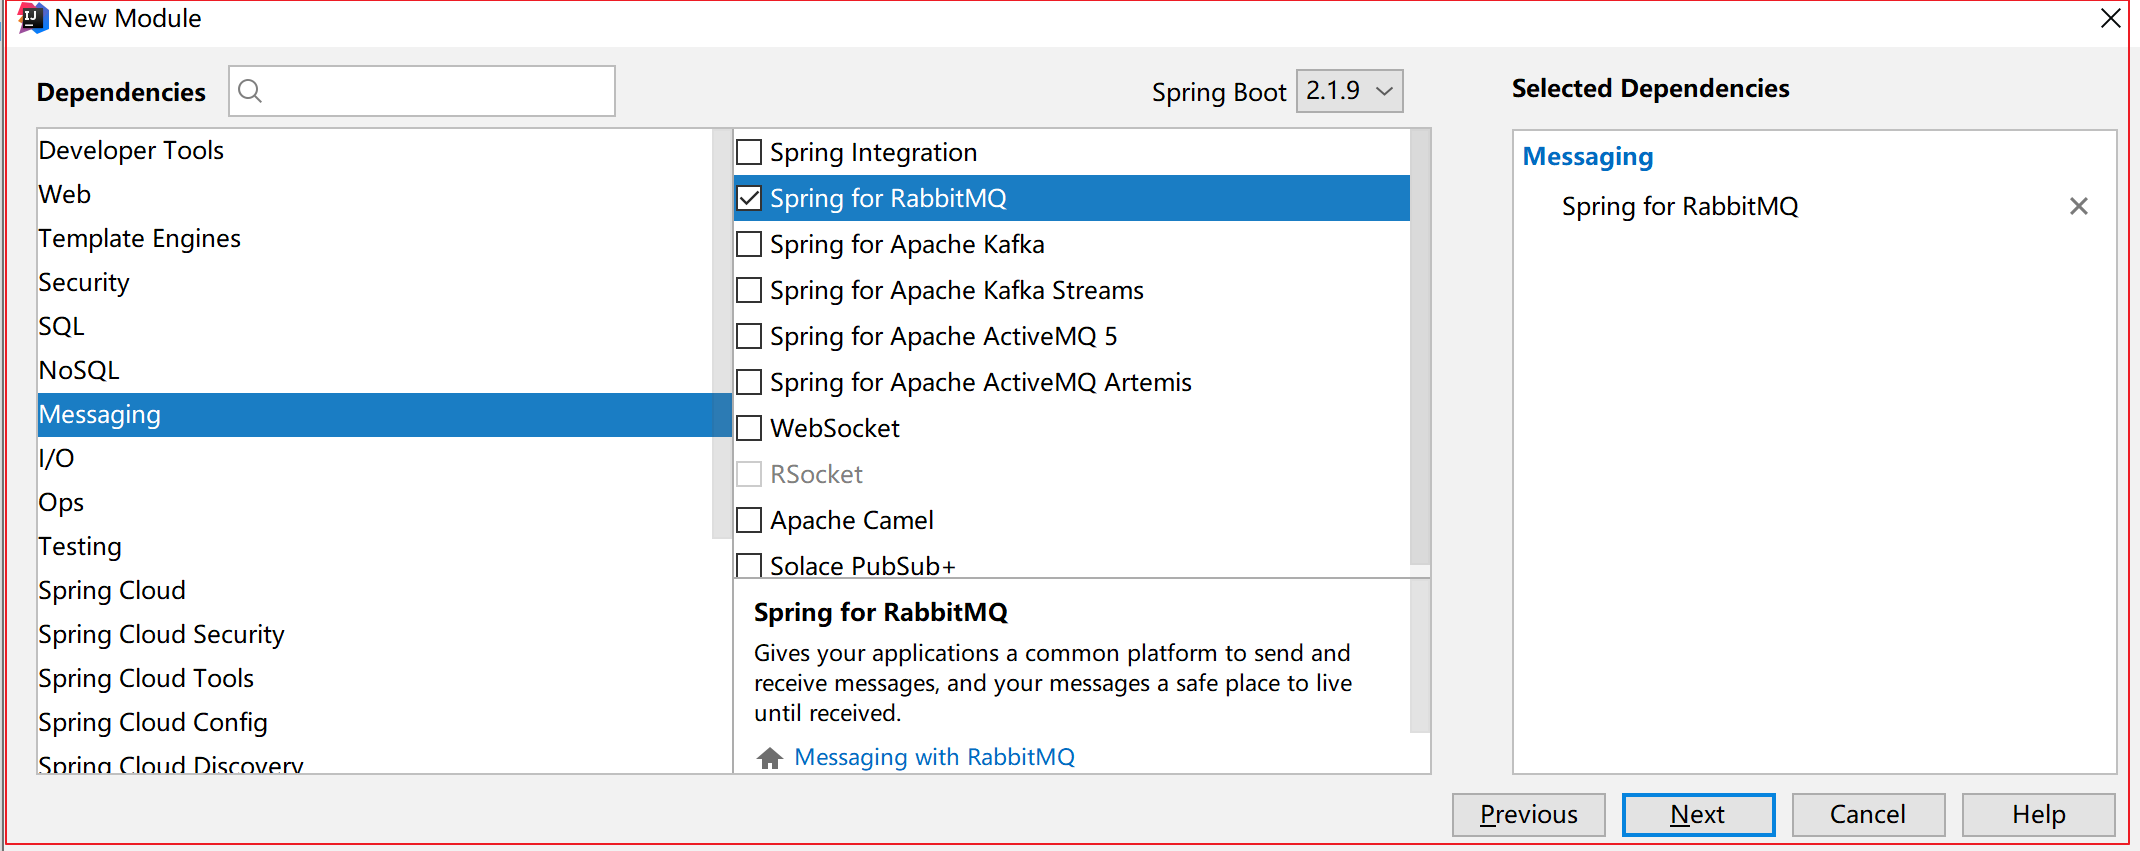 New Module
Dependencies
Spring Boot 2.1.9
Selected Dependencies
Developer Tools
Web
Template Engines
Security
SQL
NoSQL
Messaging
I/O
Ops
Testing
Spring Cloud
Spring Cloud Security
Spring Cloud Tools
Spring Cloud Config
Spring Cloud Discovery
Spring Integration
Spring for RabbitMQ
Spring for Apache Kafka
Spring for Apache Kafka Streams
Spring for Apache ActiveMQ 5
Spring for Apache ActiveMQ Artemis
WebSocket
RSocket
Apache Camel
Solace PubSub+
Spring for RabbitMQ
Gives your applications a common platform to send and
receive messages, and your messages a safe place to live
until received.
Messaging with RabbitMQ
Messaging
Spring for RabbitMQ
Previous
Next
Cancel
Help